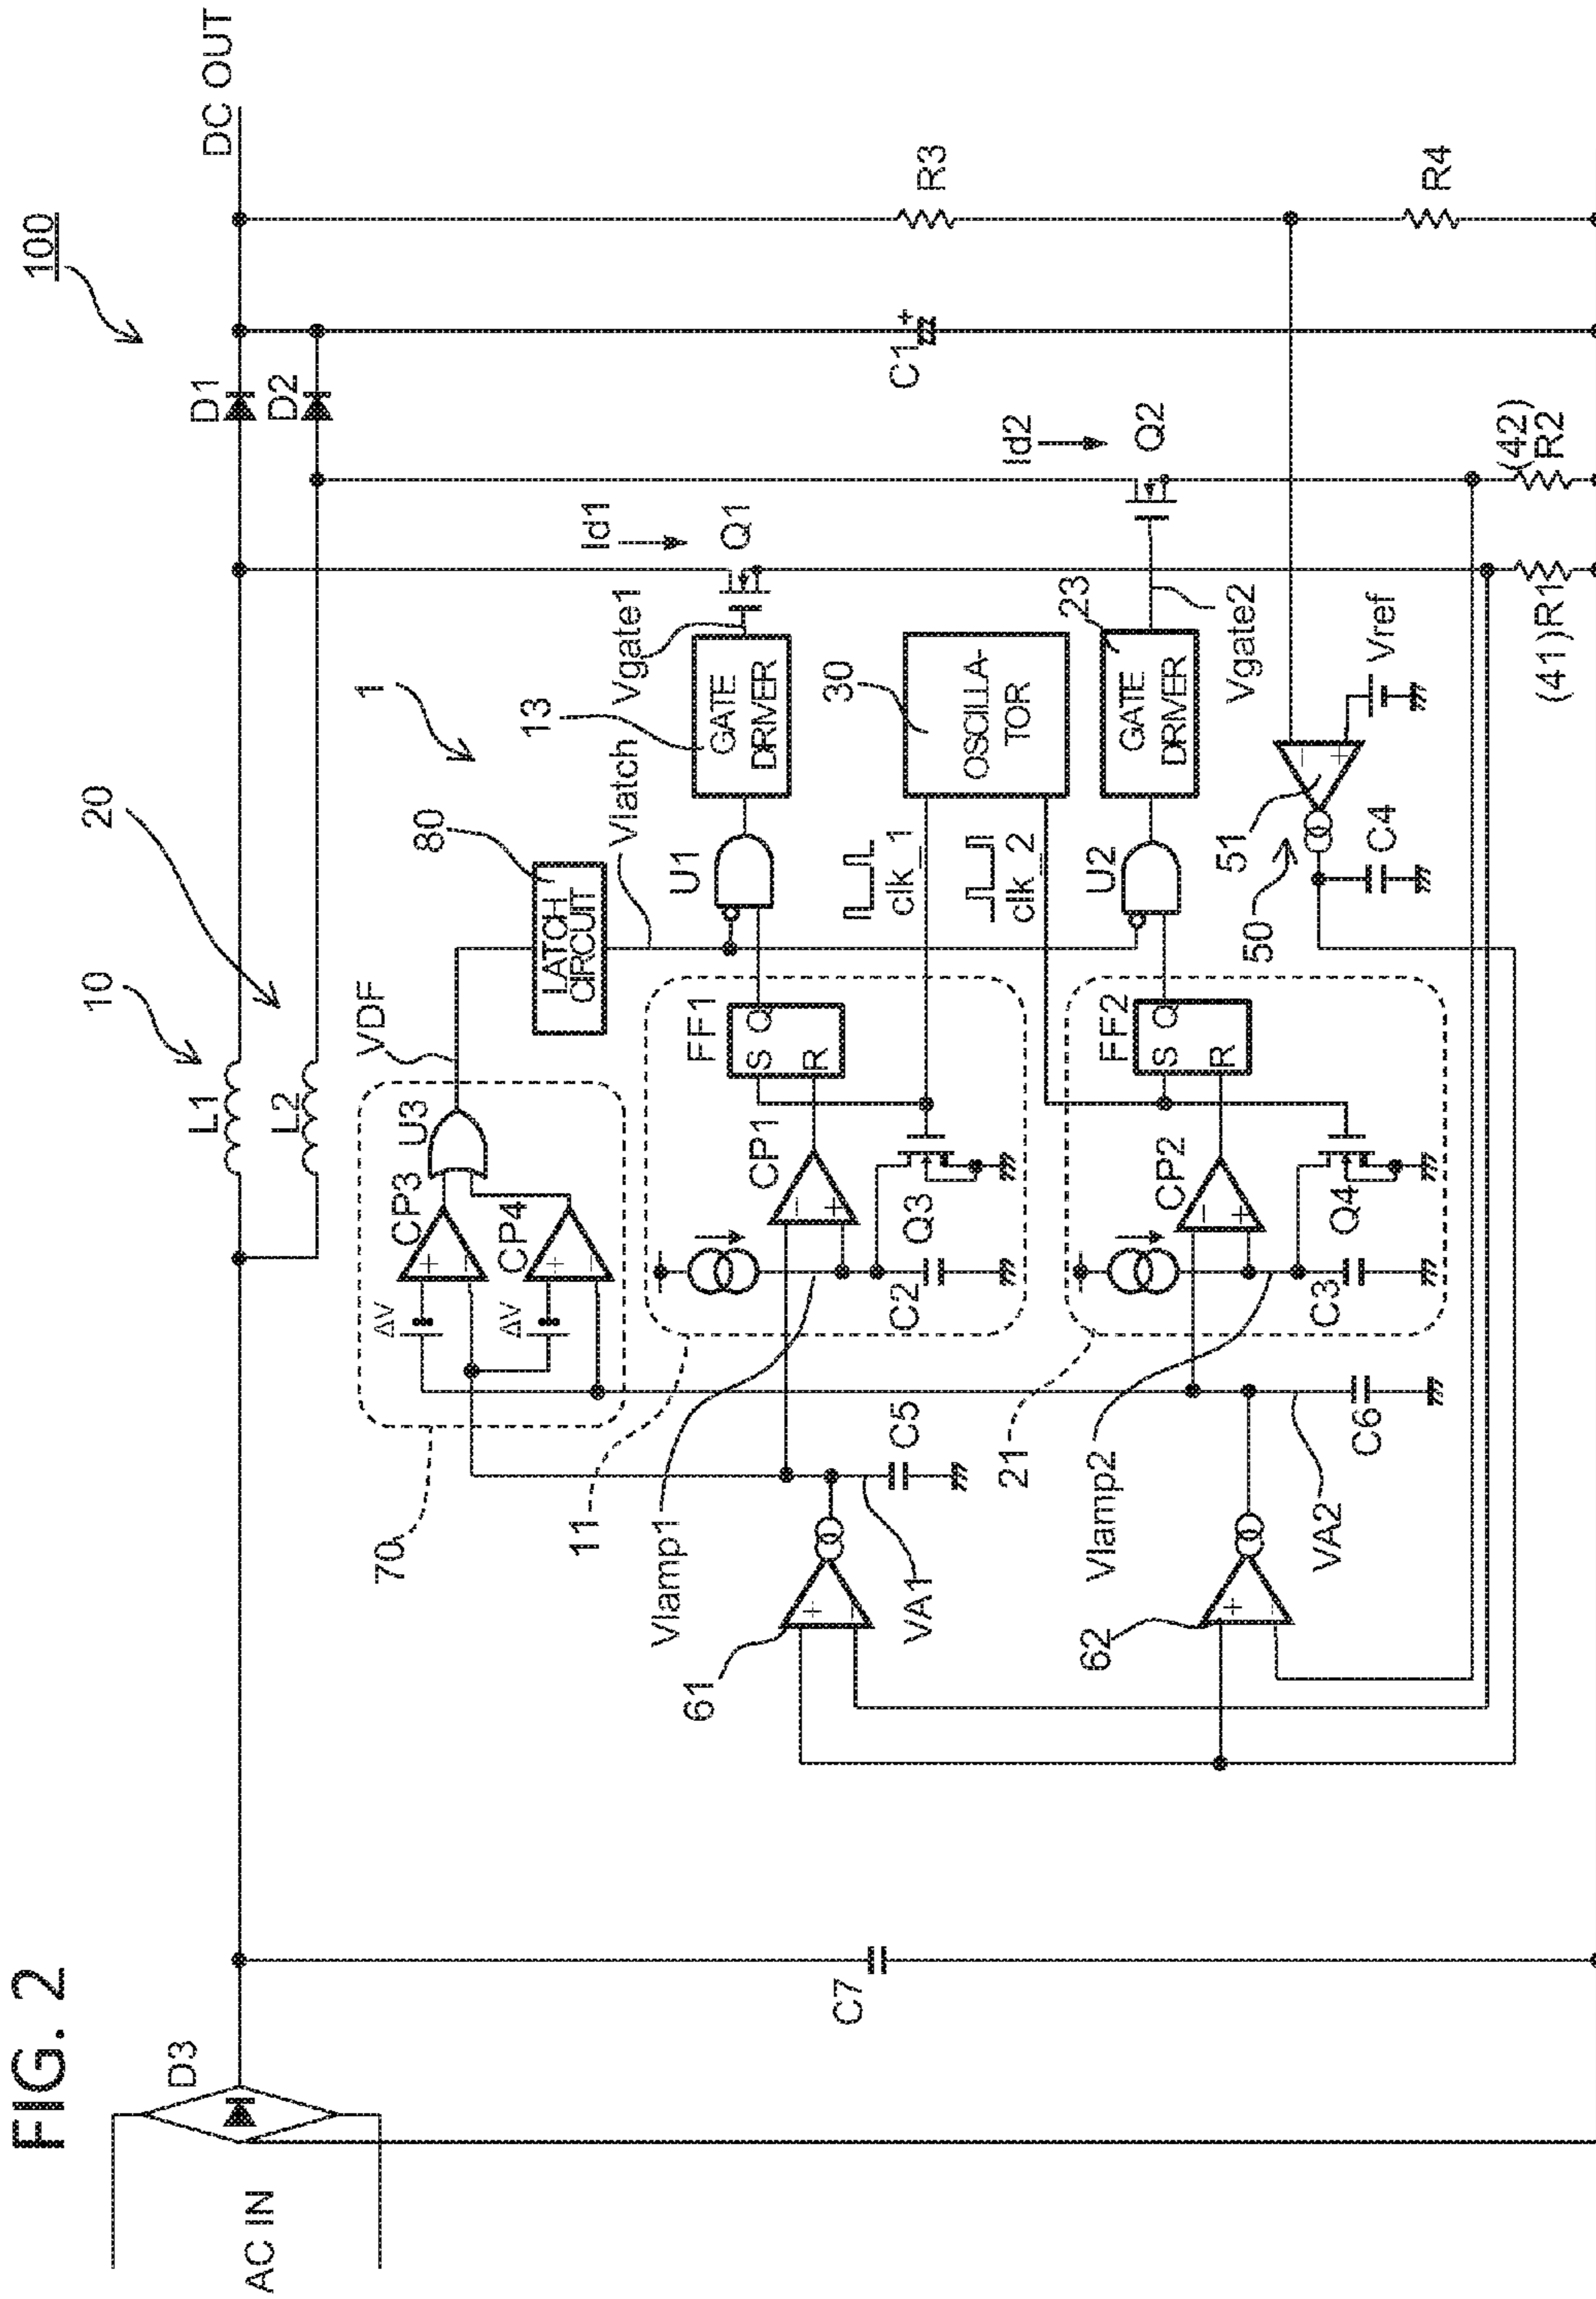 FIG. 2
100
AC IN
D3
C7
10
20
L1
L2
D1
D2
DC OUT
70
ΔV
ΔV
+
−
CP3
+
−
CP4
U3
VDF
80
LATCH
CIRCUIT
Vlatch
1
11
Vlamp1
C2
Q3
−
+
CP1
FF1
S
R
Q
U1
13
GATE
DRIVER
Vgate1
Id1
Q1
clk_1
clk_2
30
OSCILLA-
TOR
61
+
−
VA1
C5
21
Vlamp2
C3
Q4
−
+
CP2
FF2
S
R
Q
U2
23
GATE
DRIVER
Vgate2
Id2
Q2
62
+
−
VA2
C6
50
51
−
+
C4
Vref
C1
+
R3
R4
(41)R1
(42)
R2